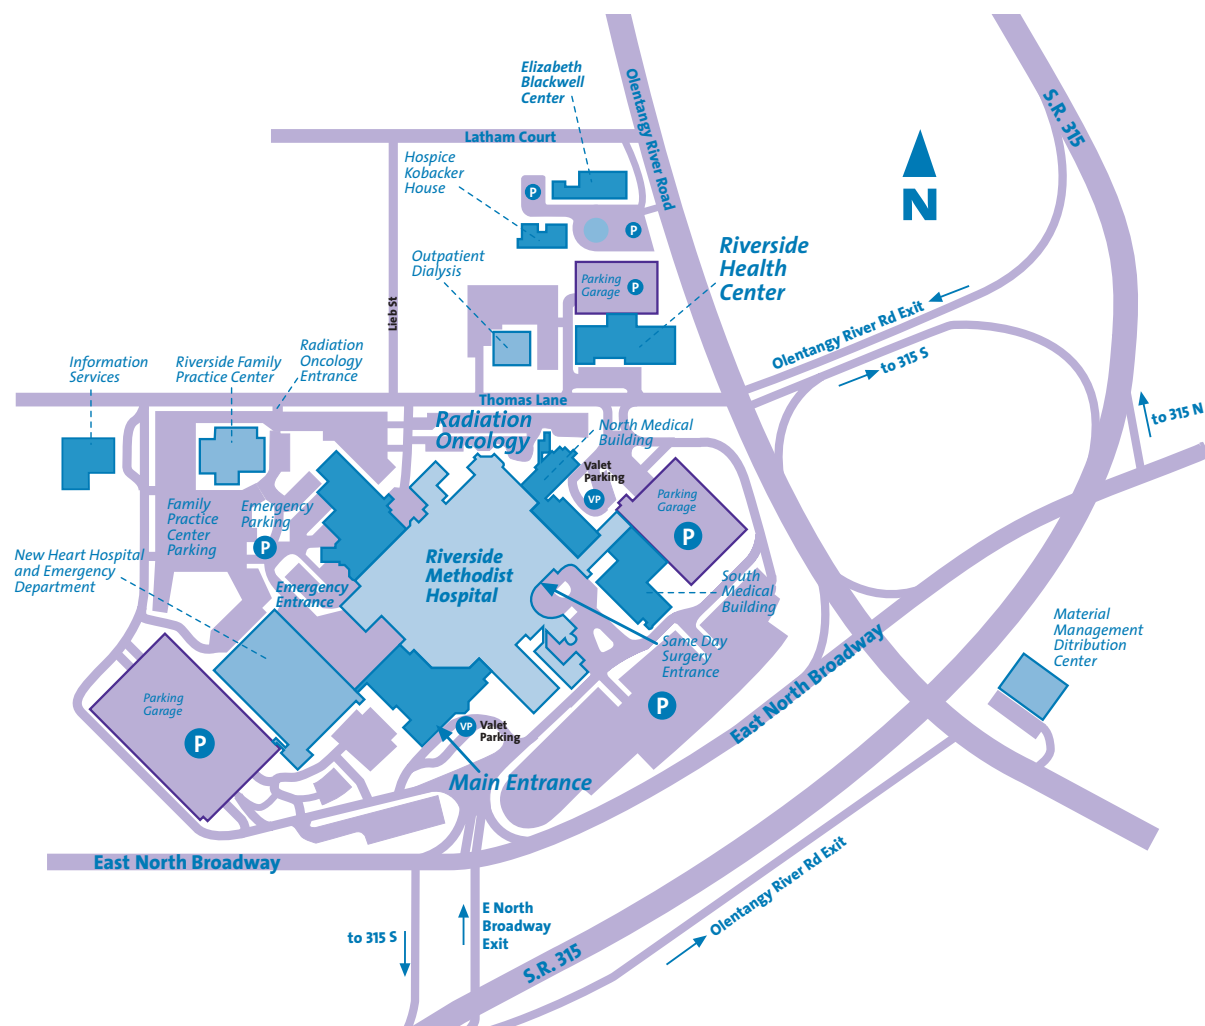 Elizabeth
Blackwell
Center
Olentangy River Road
S.R. 315
Latham Court
Hospice
Kobacker
House
P
P
N
Outpatient
Dialysis
Riverside
Health
Center
Parking
Garage
P
Lieb St
Olentangy River Rd Exit
to 315 S
Information
Services
Riverside Family
Practice Center
Radiation
Oncology
Entrance
Thomas Lane
to 315 N
Radiation
Oncology
North Medical
Building
Valet
Parking
VP
Parking
Garage
P
Family
Practice
Center
Parking
Emergency
Parking
P
New Heart Hospital
and Emergency
Department
Emergency
Entrance
Riverside
Methodist
Hospital
South
Medical
Building
Same Day
Surgery
Entrance
Material
Management
Ditribution
Center
Parking
Garage
P
P
East North Broadway
VP
Valet
Parking
Main Entrance
East North Broadway
Olentangy River Rd Exit
to 315 S
E North
Broadway
Exit
S.R. 315